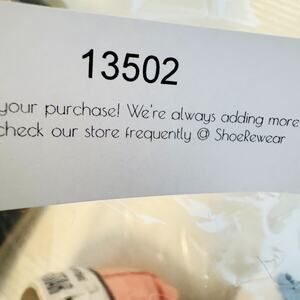 13502
your purchase! We're always adding more
check our store frequently @ ShoeRewear